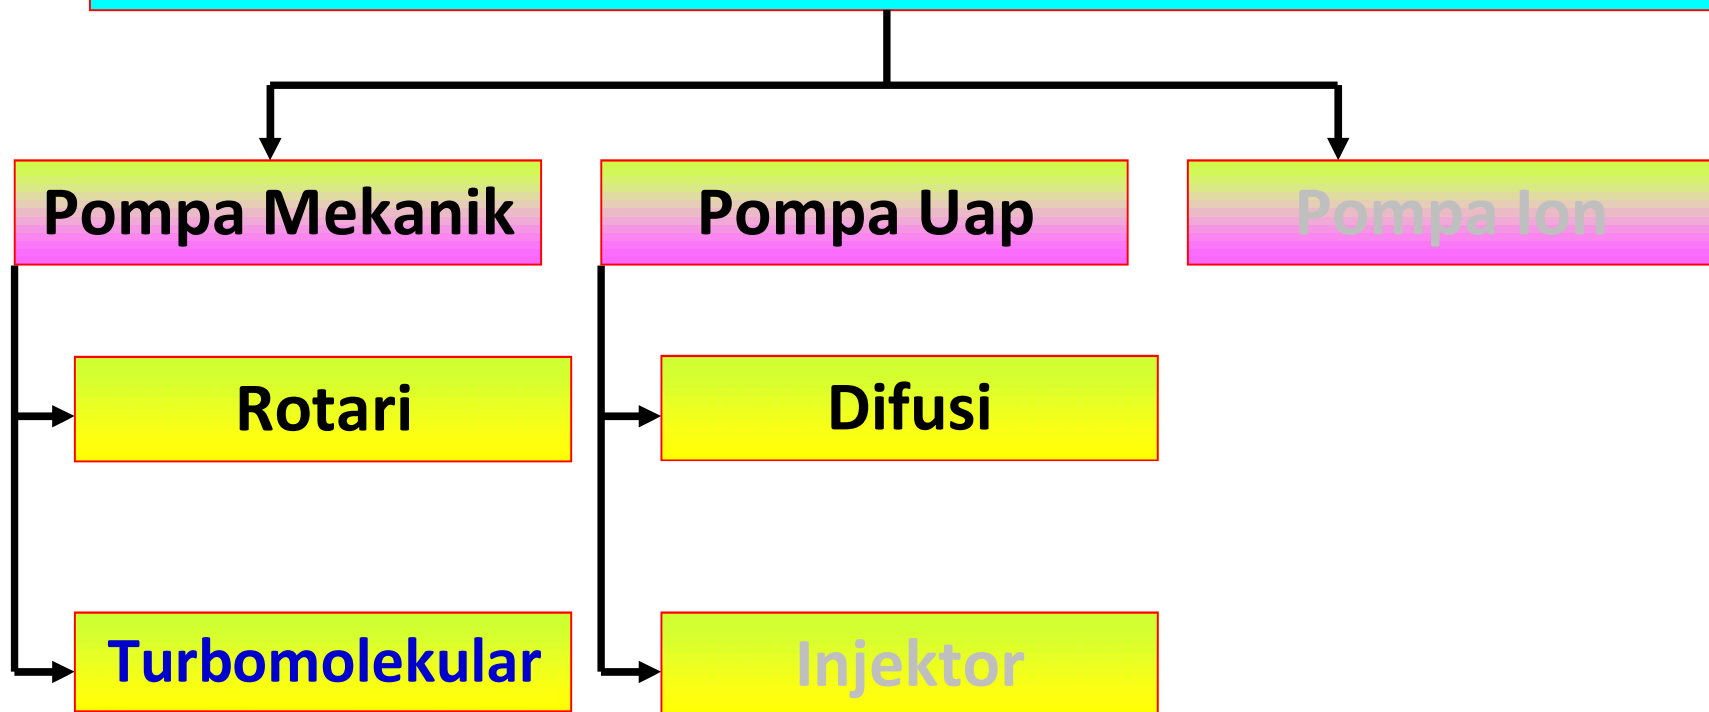 Pompa Mekanik
Pompa Uap
Pompa Ion
Rotari
Difusi
Turbomolekular
Injektor